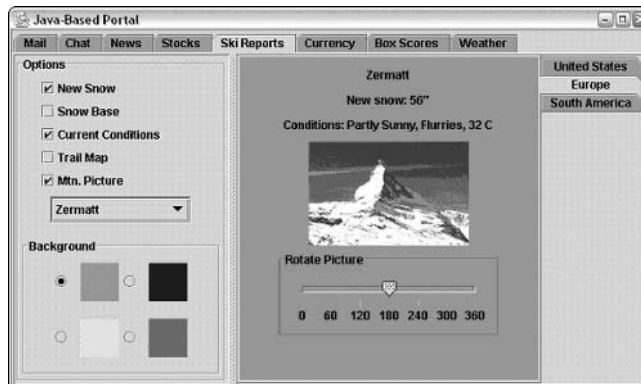 Java-Based Portal
Mail Chat News Stocks Ski Reports Currency Box Scores Weather
Options
New Snow
Snow Base
Current Conditions
Trail Map
Mtn. Picture
Zermatt
Background
Zermatt
New snow: 56"
Conditions: Partly Sunny, Flurries, 32 C
Rotate Picture
0 60 120 180 240 300 360
United States
Europe
South America